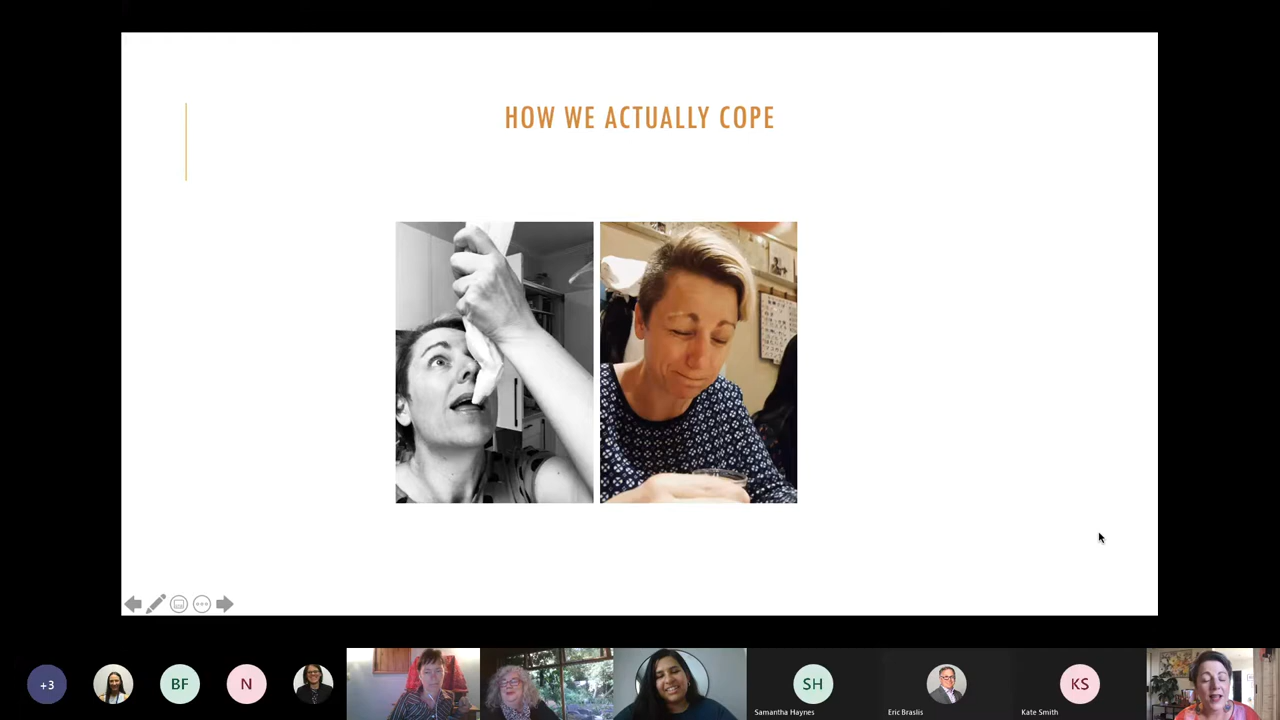 HOW WE ACTUALLY COPE
+3
BF
N
SH
Samantha Haynes
Eric Braslis
KS
Kate Smith